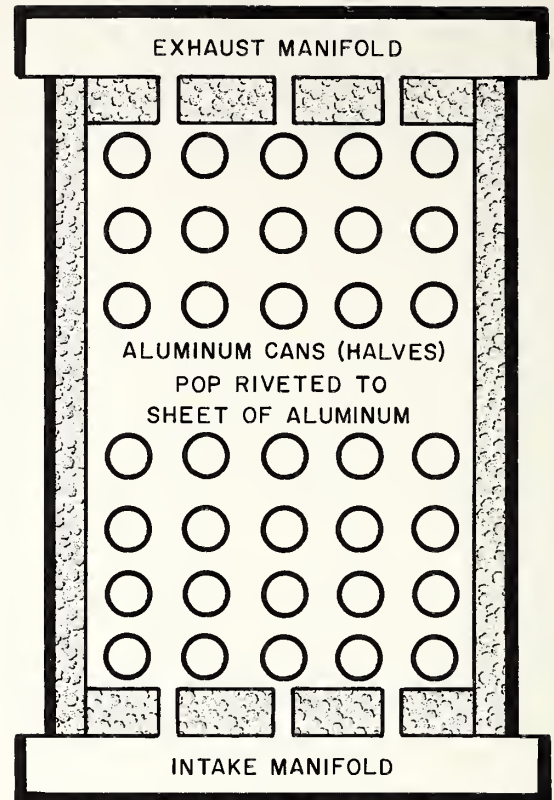 EXHAUST MANIFOLD
ALUMINUM CANS (HALVES)
POP RIVETED TO
SHEET OF ALUMINUM
INTAKE MANIFOLD